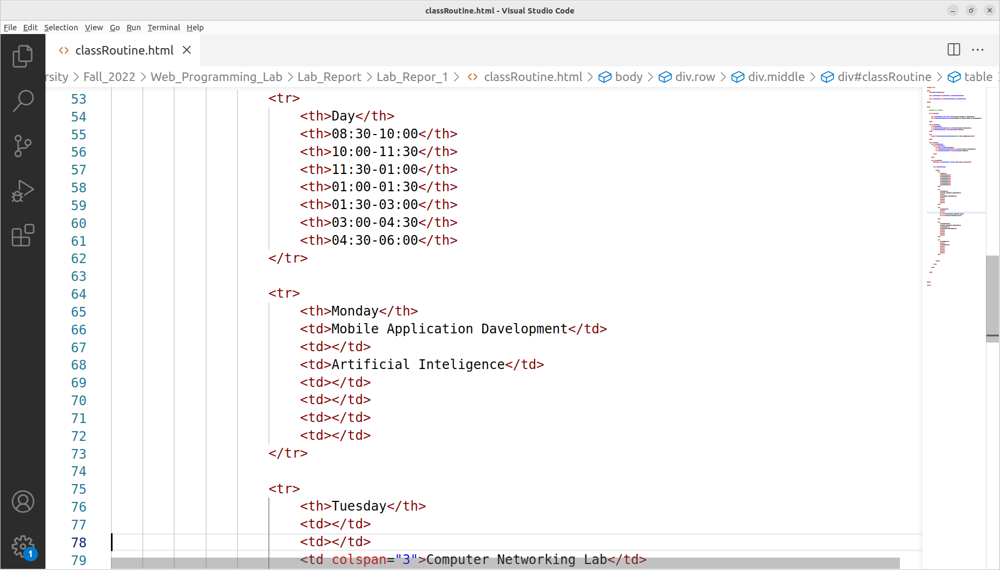 classRoutine.html - Visual Studio Code
File Edit Selection View Go Run Terminal Help
classRoutine.html
rsity > Fall_2022 > Web_Programming_Lab > Lab_Report > Lab_Repor_1 > classRoutine.html > body > div.row > div.middle > div#classRoutine > table
53 <tr>
54 <th>Day</th>
55 <th>08:30-10:00</th>
56 <th>10:00-11:30</th>
57 <th>11:30-01:00</th>
58 <th>01:00-01:30</th>
59 <th>01:30-03:00</th>
60 <th>03:00-04:30</th>
61 <th>04:30-06:00</th>
62 </tr>
63
64 <tr>
65 <th>Monday</th>
66 <td>Mobile Application Davelopment</td>
67 <td></td>
68 <td>Artificial Inteligence</td>
69 <td></td>
70 <td></td>
71 <td></td>
72 <td></td>
73 </tr>
74
75 <tr>
76 <th>Tuesday</th>
77 <td></td>
78 <td></td>
79 <td colspan="3">Computer Networking Lab</td>
1